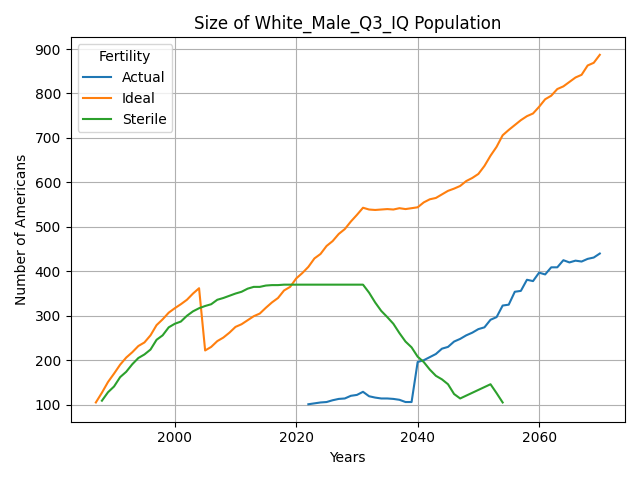 Size of White_Male_Q3_IQ Population
Fertility
Actual
Ideal
Sterile
900
800
700
600
500
400
300
200
100
Number of Americans
2000
2020
2040
2060
Years